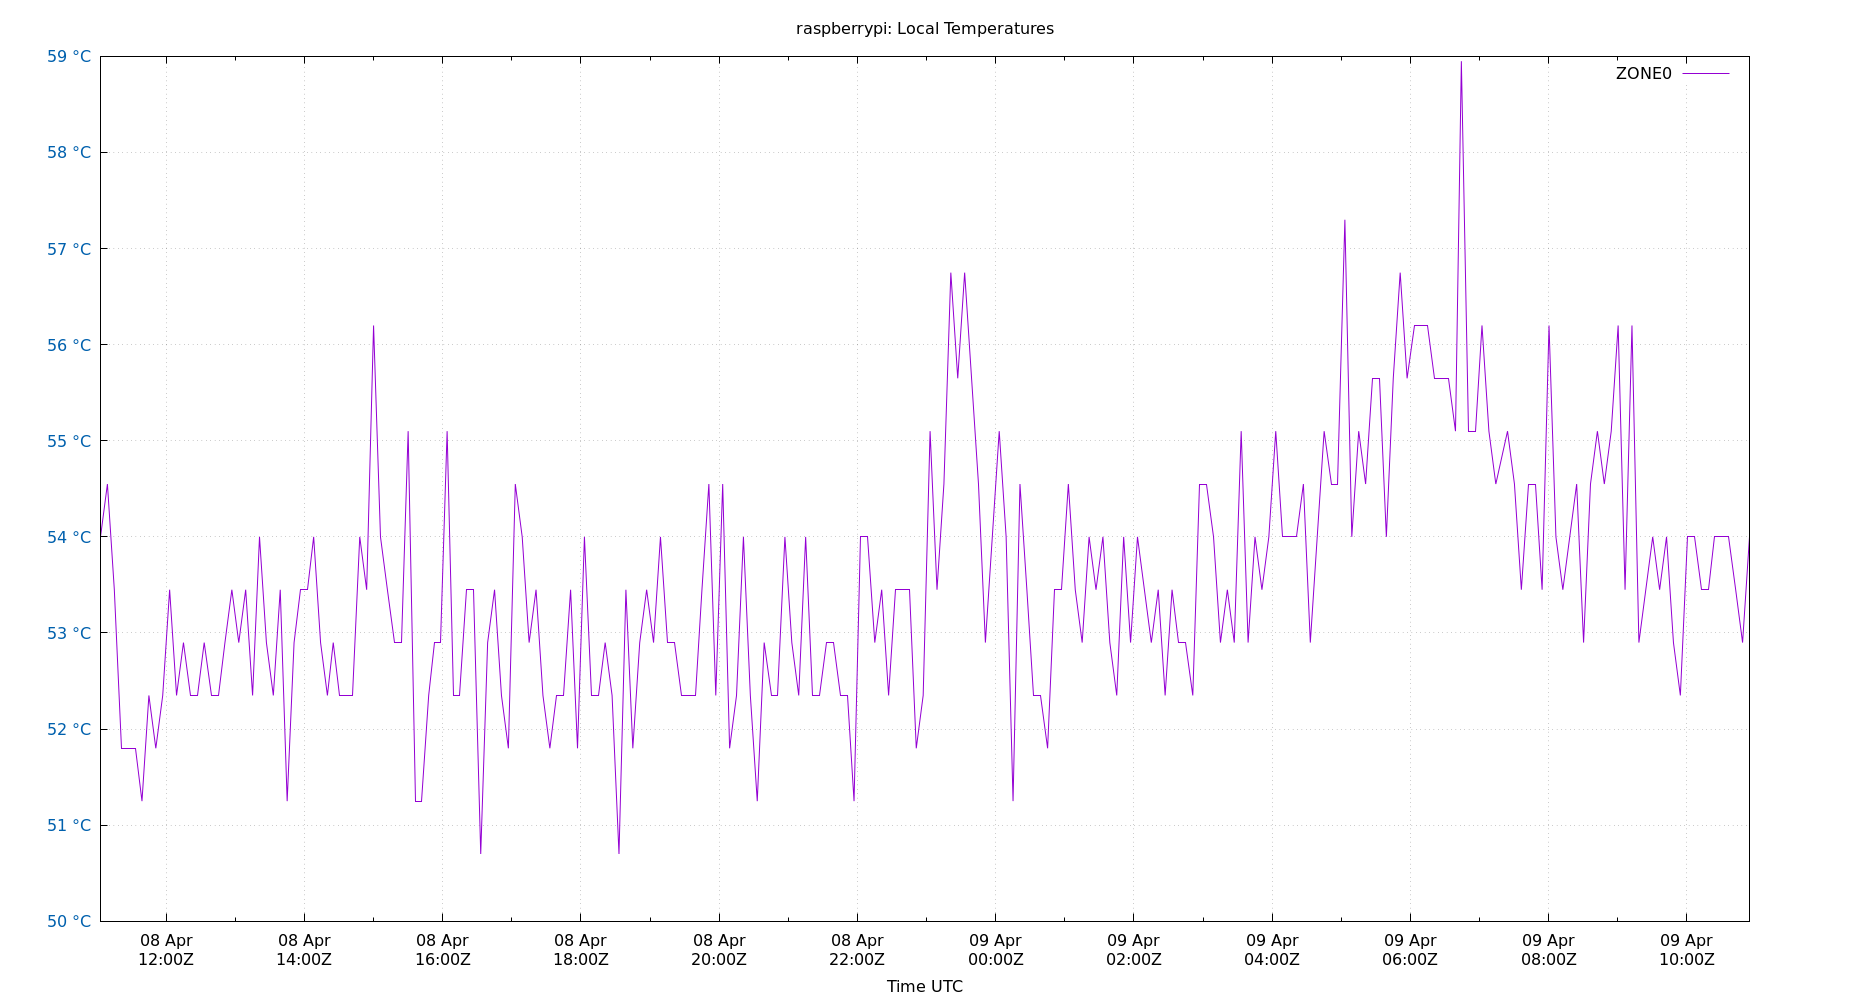 raspberrypi: Local Temperatures
ZONE0
59 °C
58 °C
57 °C
56 °C
55 °C
54 °C
53 °C
52 °C
51 °C
50 °C
08 Apr 08 Apr 08 Apr 08 Apr 08 Apr 08 Apr 09 Apr 09 Apr 09 Apr 09 Apr 09 Apr 09 Apr
12:00Z 14:00Z 16:00Z 18:00Z 20:00Z 22:00Z 00:00Z 02:00Z 04:00Z 06:00Z 08:00Z 10:00Z
Time UTC